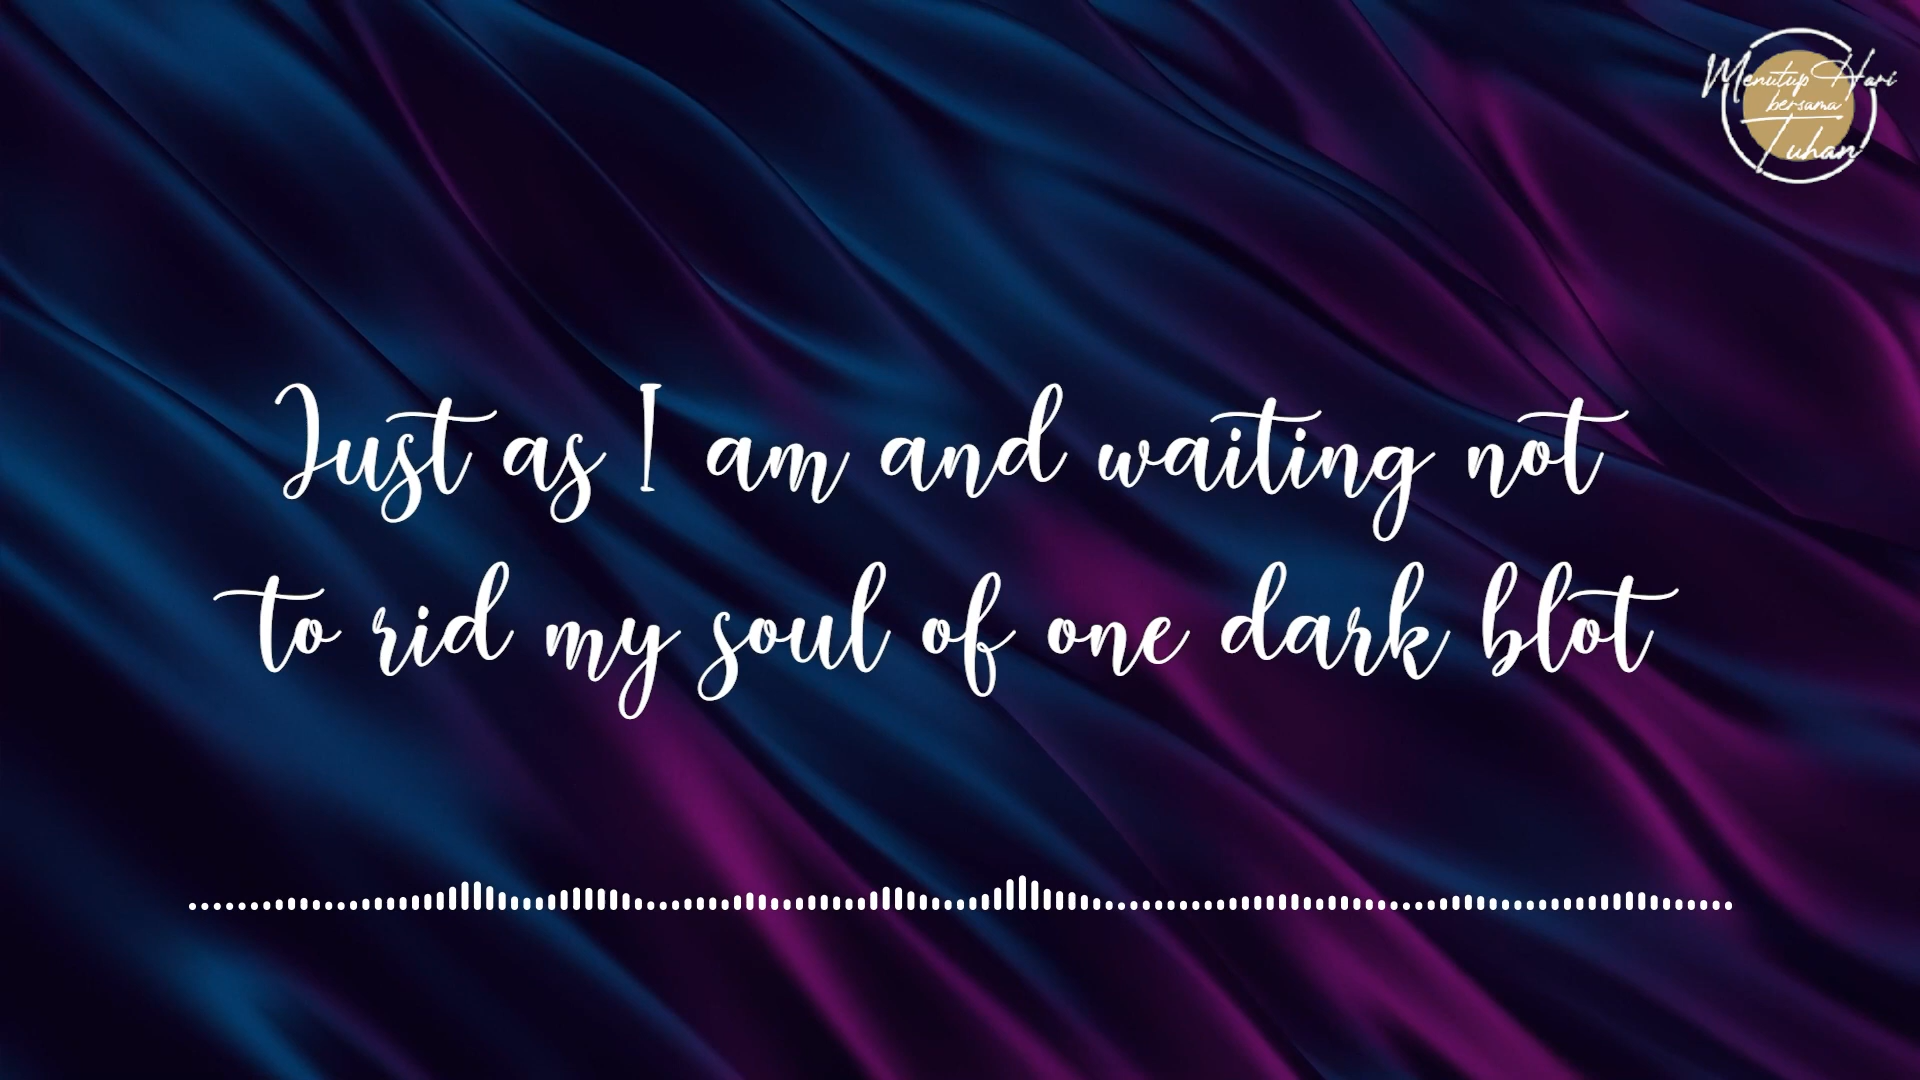 Menutup Hari
bersama
Tuhan
Just as I am and waiting not
to rid my soul of one dark blot